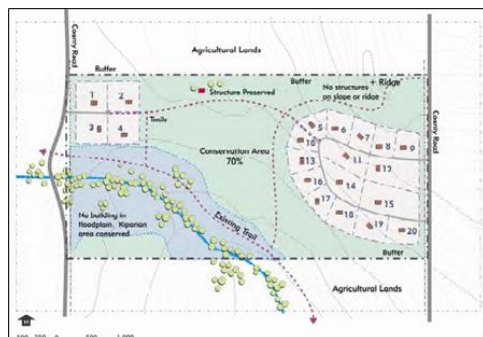 County Road
Agricultural Lands
Buffer
Buffer
+ Ridge
No structures
on slope or ridge
Structure Preserved
County Road
1 2
3 4
Trails
Conservation Area
70%
5 6 7 8 9
10 11 12
13 14 15
16 17 18 19 20
No building in
floodplain, Riparian
area conserved
Existing Trail
Buffer
Agricultural Lands